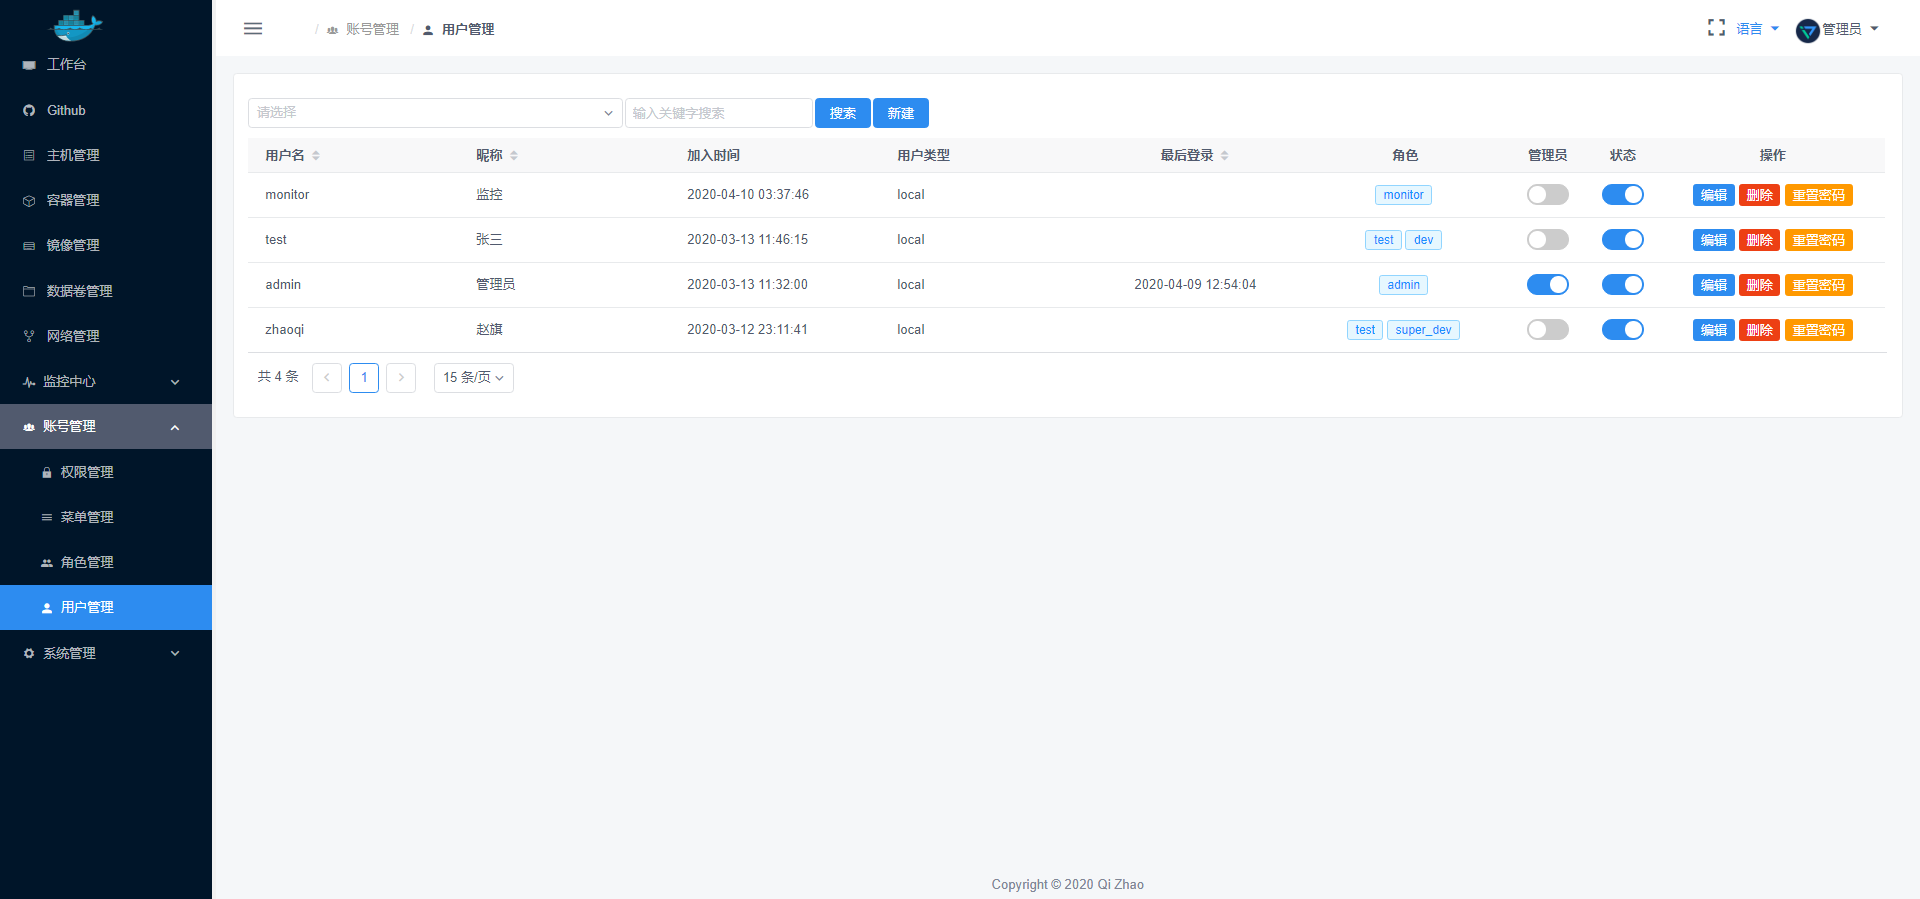 工作台
Github
主机管理
容器管理
镜像管理
数据卷管理
网络管理
监控中心
账号管理
权限管理
菜单管理
角色管理
用户管理
系统管理
/ 账号管理 / 用户管理
语言 管理员
请选择 输入关键字搜索 搜索 新建
用户名 昵称 加入时间 用户类型 最后登录 角色 管理员 状态 操作
monitor 监控 2020-04-10 03:37:46 local monitor 编辑 删除 重置密码
test 张三 2020-03-13 11:46:15 local test dev 编辑 删除 重置密码
admin 管理员 2020-03-13 11:32:00 local 2020-04-09 12:54:04 admin 编辑 删除 重置密码
zhaoqi 赵旗 2020-03-12 23:11:41 local test super_dev 编辑 删除 重置密码
共 4 条 1 15 条/页
Copyright © 2020 Qi Zhao